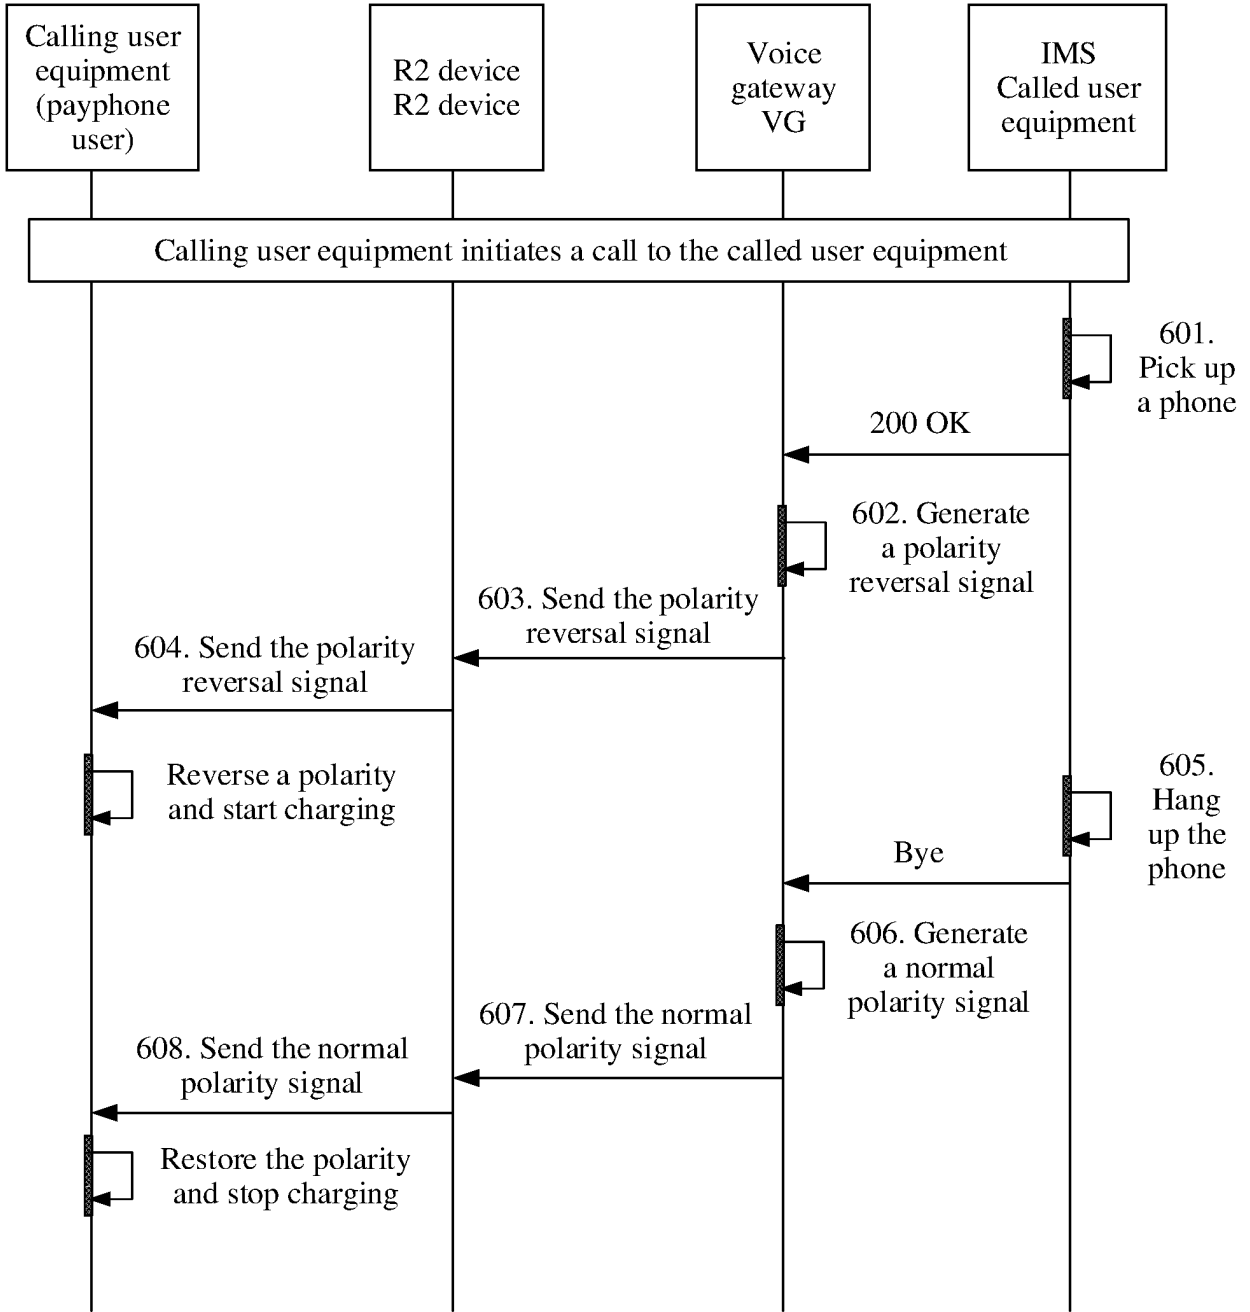 Calling user
equipment
(payphone
user)
R2 device
R2 device
Voice
gateway
VG
IMS
Called user
equipment
Calling user equipment initiates a call to the called user equipment
601.
Pick up
a phone
200 OK
602. Generate
a polarity
reversal signal
603. Send the polarity
reversal signal
604. Send the polarity
reversal signal
Reverse a polarity
and start charging
605.
Hang
up the
phone
Bye
606. Generate
a normal
polarity signal
607. Send the normal
polarity signal
608. Send the normal
polarity signal
Restore the polarity
and stop charging